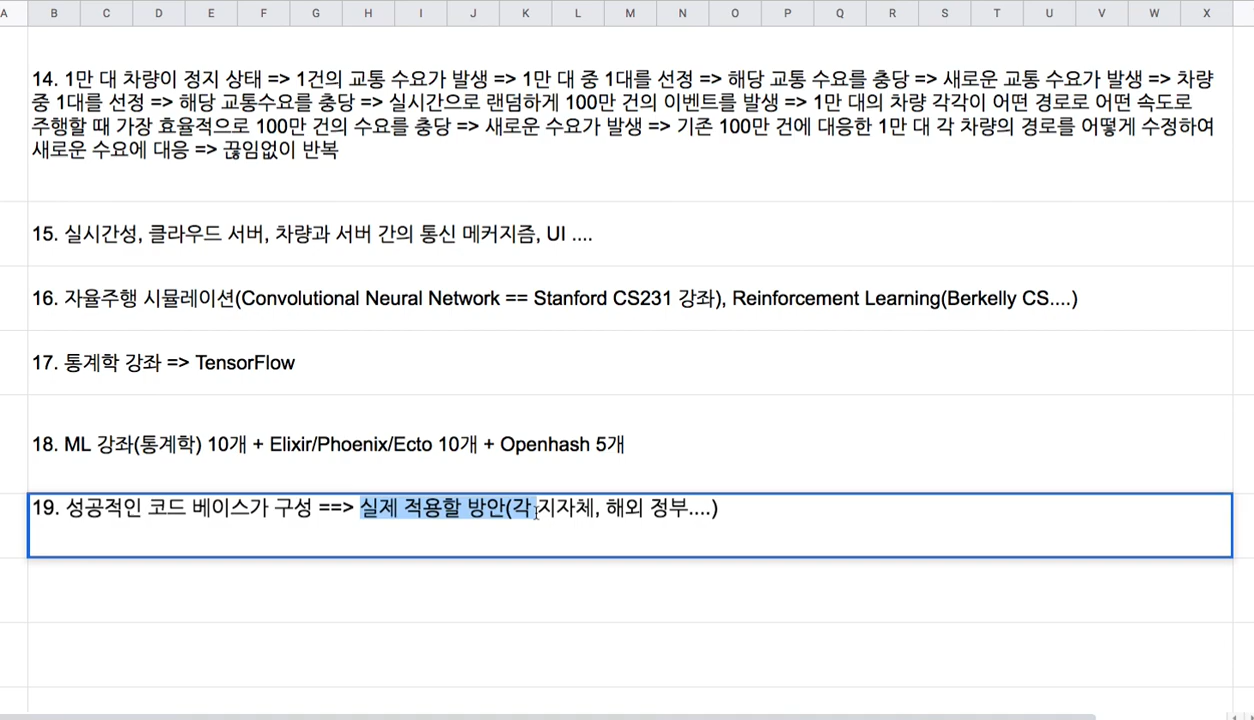 A B C D E F G H I J K L M N O P Q R S T U V W X
14. 1만 대 차량이 정지 상태 => 1건의 교통 수요가 발생 => 1만 대 중 1대를 선정 => 해당 교통 수요를 충당 => 새로운 교통 수요가 발생 => 차량
중 1대를 선정 => 해당 교통수요를 충당 => 실시간으로 랜덤하게 100만 건의 이벤트를 발생 => 1만 대의 차량 각각이 어떤 경로로 어떤 속도로
주행할 때 가장 효율적으로 100만 건의 수요를 충당 => 새로운 수요가 발생 => 기존 100만 건에 대응한 1만 대 각 차량의 경로를 어떻게 수정하여
새로운 수요에 대응 => 끊임없이 반복
15. 실시간성, 클라우드 서버, 차량과 서버 간의 통신 메커지즘, UI ....
16. 자율주행 시뮬레이션(Convolutional Neural Network == Stanford CS231 강좌), Reinforcement Learning(Berkelly CS....)
17. 통계학 강좌 => TensorFlow
18. ML 강좌(통계학) 10개 + Elixir/Phoenix/Ecto 10개 + Openhash 5개
19. 성공적인 코드 베이스가 구성 ==> 실제 적용할 방안(각 지자체, 해외 정부....)